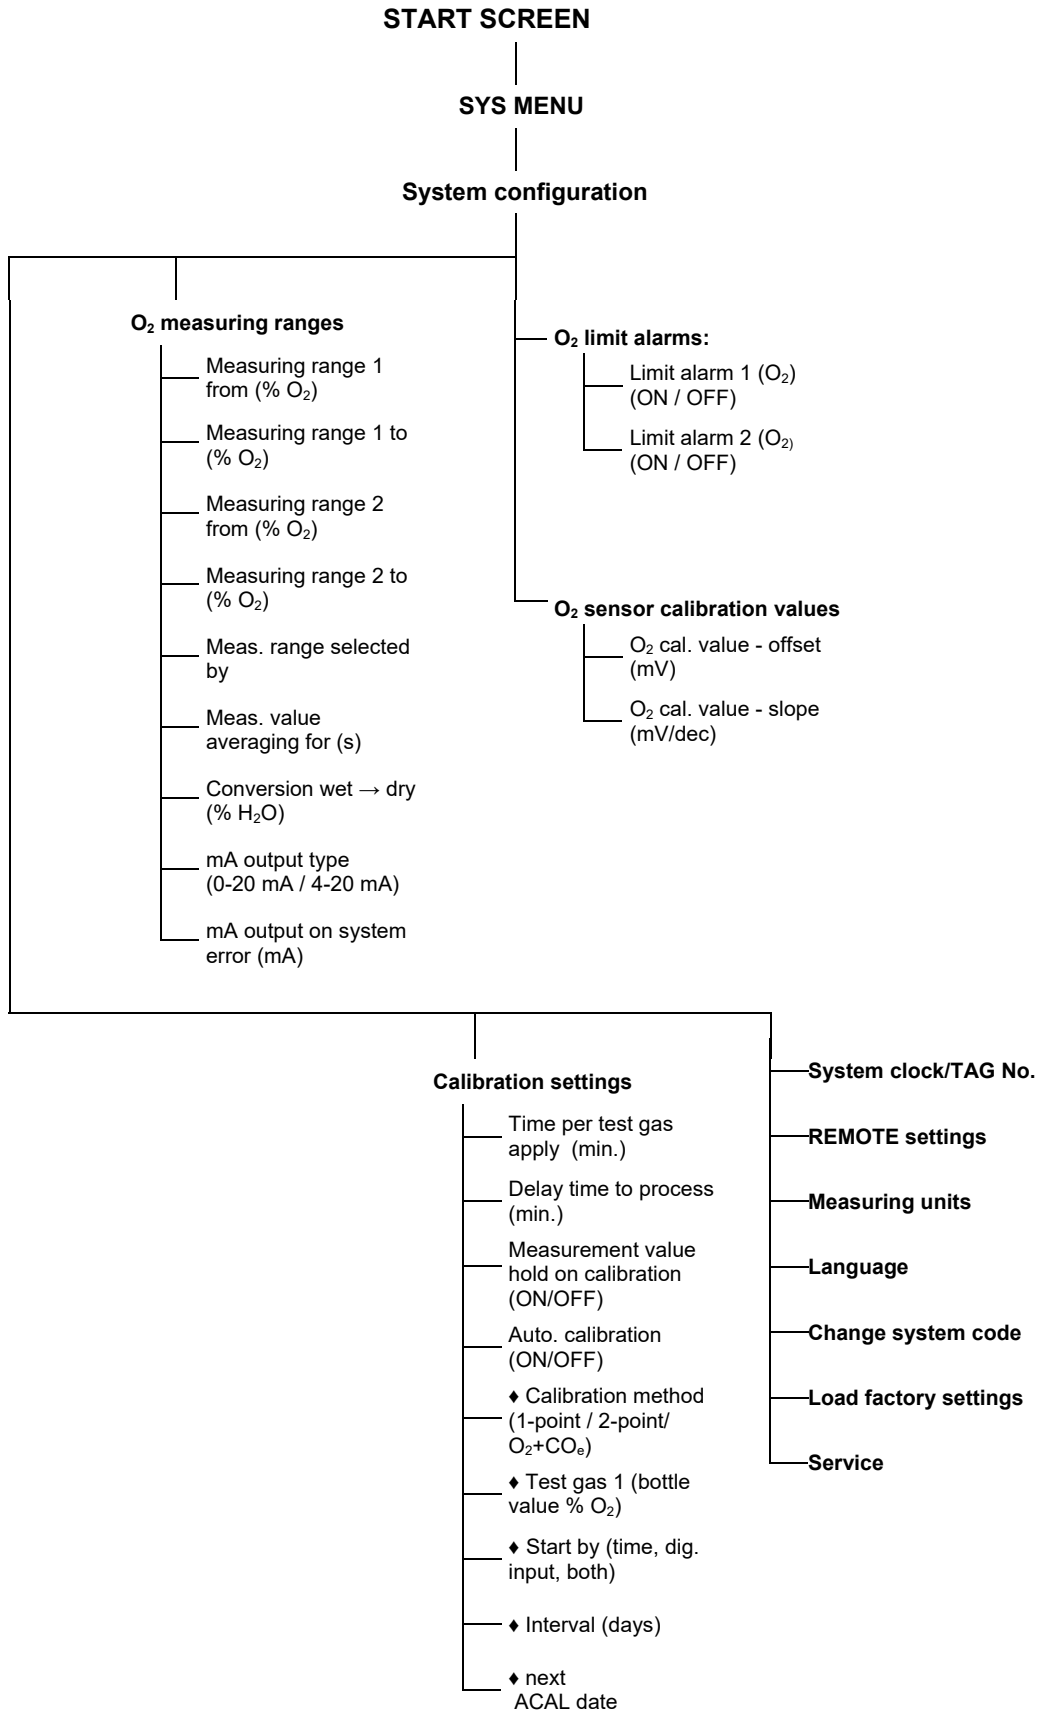 START SCREEN
SYS MENU
System configuration
O₂ measuring ranges
Measuring range 1
from (% O₂)
Measuring range 1 to
(% O₂)
Measuring range 2
from (% O₂)
Measuring range 2 to
(% O₂)
Meas. range selected
by
Meas. value
averaging for (s)
Conversion wet → dry
(% H₂O)
mA output type
(0-20 mA / 4-20 mA)
mA output on system
error (mA)
O₂ limit alarms:
Limit alarm 1 (O₂)
(ON / OFF)
Limit alarm 2 (O₂₎
(ON / OFF)
O₂ sensor calibration values
O₂ cal. value - offset
(mV)
O₂ cal. value - slope
(mV/dec)
Calibration settings
Time per test gas
apply  (min.)
Delay time to process
(min.)
Measurement value
hold on calibration
(ON/OFF)
Auto. calibration
(ON/OFF)
♦ Calibration method
(1-point / 2-point/
O₂+COₑ)
♦ Test gas 1 (bottle
value % O₂)
♦ Start by (time, dig.
input, both)
♦ Interval (days)
♦ next
ACAL date
System clock/TAG No.
REMOTE settings
Measuring units
Language
Change system code
Load factory settings
Service